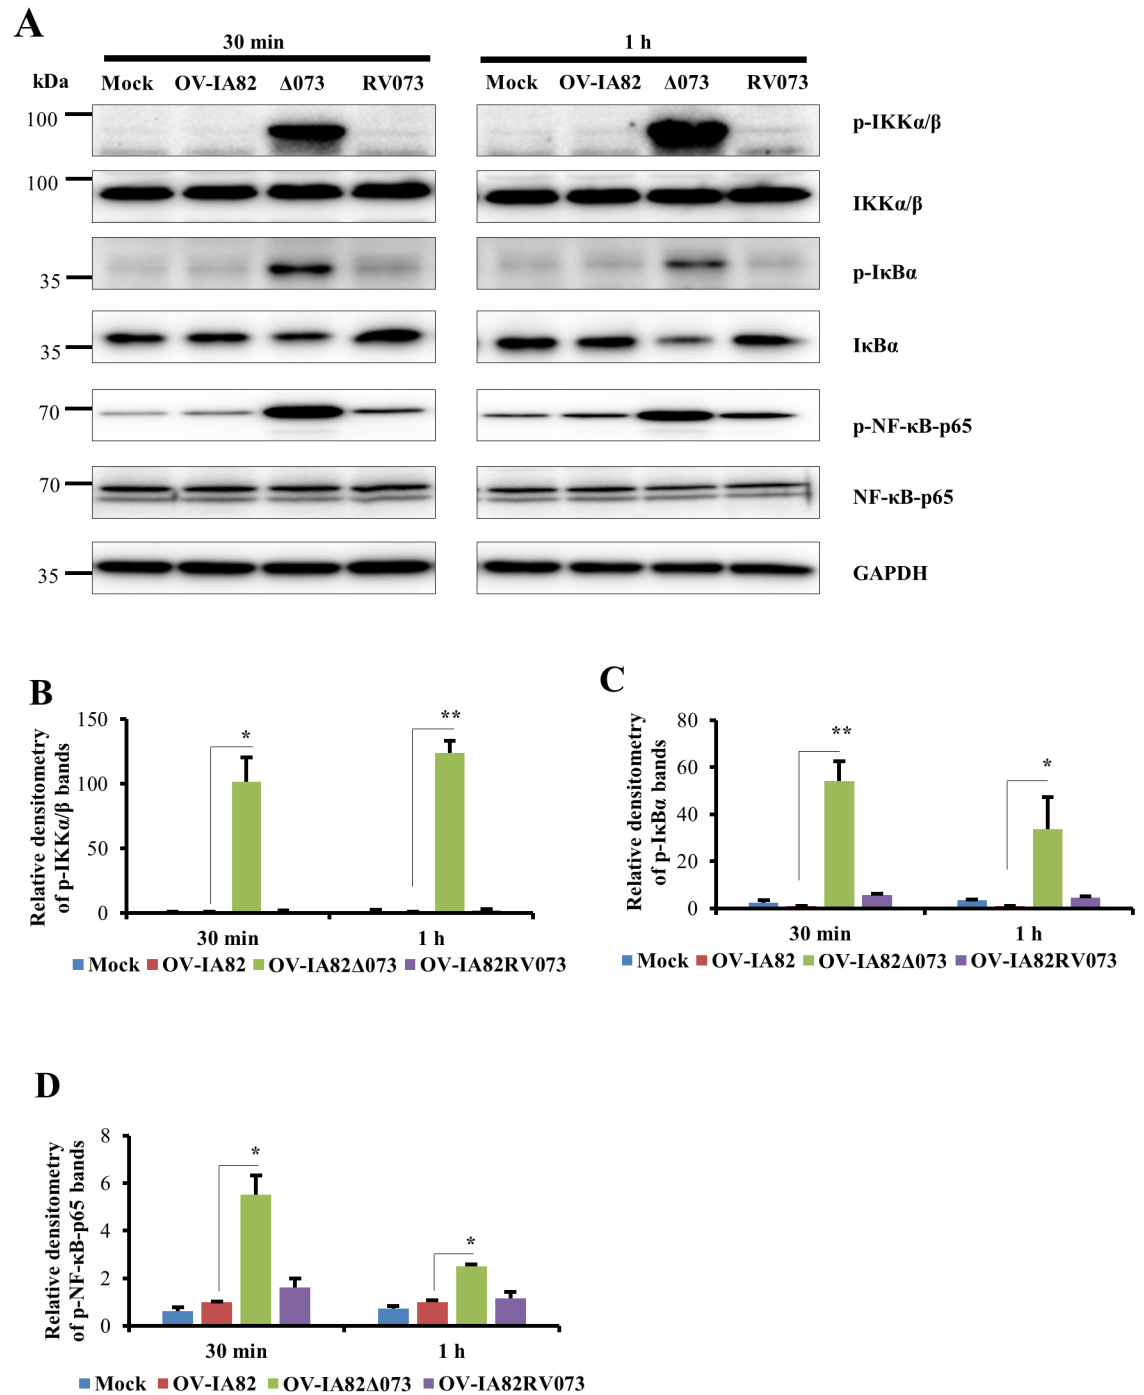 A
30 min 1 h
kDa Mock OV-IA82 Δ073 RV073 Mock OV-IA82 Δ073 RV073
100 p-IKKα/β
100 IKKα/β
35 p-IκBα
35 IκBα
70 p-NF-κB-p65
70 NF-κB-p65
35 GAPDH
B
Relative densitometry
of p-IKKα/β bands
150
100
50
0
* **
30 min 1 h
Mock OV-IA82 OV-IA82Δ073 OV-IA82RV073
C
Relative densitometry
of p-IκBα bands
80
60
40
20
0
** *
30 min 1 h
Mock OV-IA82 OV-IA82Δ073 OV-IA82RV073
D
Relative densitometry
of p-NF-κB-p65 bands
8
6
4
2
0
* *
30 min 1 h
Mock OV-IA82 OV-IA82Δ073 OV-IA82RV073